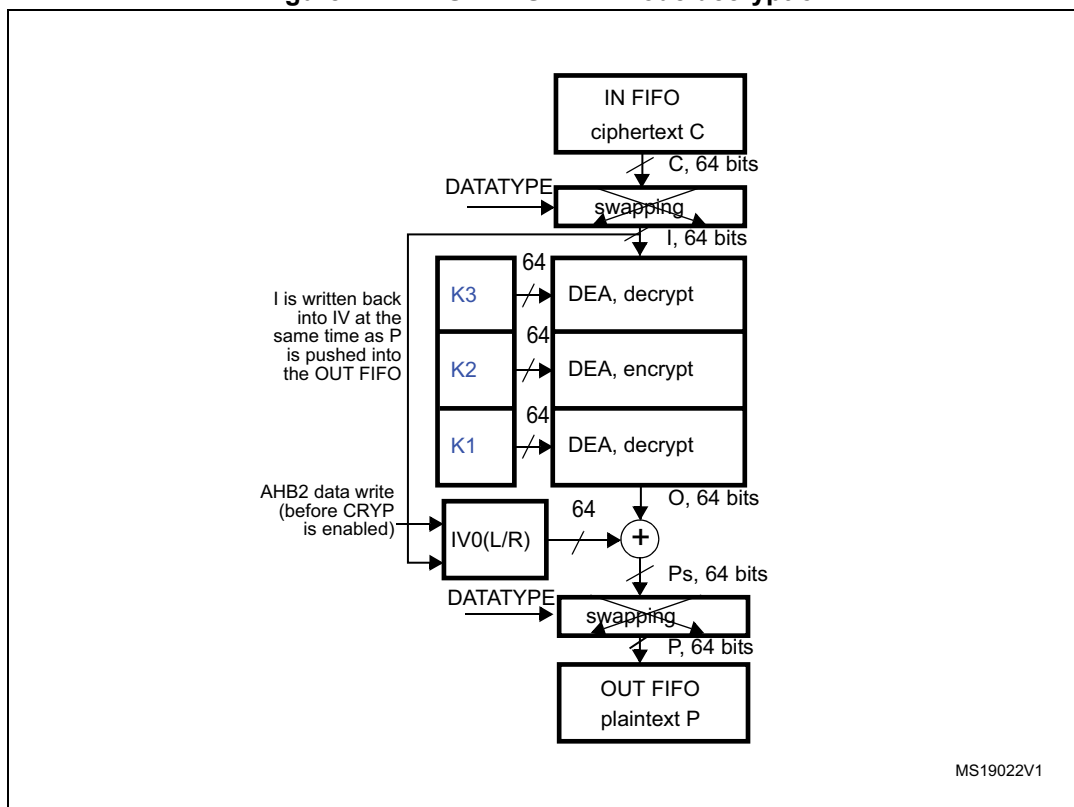 IN FIFO
ciphertext C
C, 64 bits
DATATYPE
swapping
I, 64 bits
64
K3
DEA, decrypt
I is written back
into IV at the
same time as P
is pushed into
the OUT FIFO
64
K2
DEA, encrypt
64
K1
DEA, decrypt
AHB2 data write
(before CRYP
is enabled)
O, 64 bits
64
IV0(L/R)
+
Ps, 64 bits
DATATYPE
swapping
P, 64 bits
OUT FIFO
plaintext P
MS19022V1